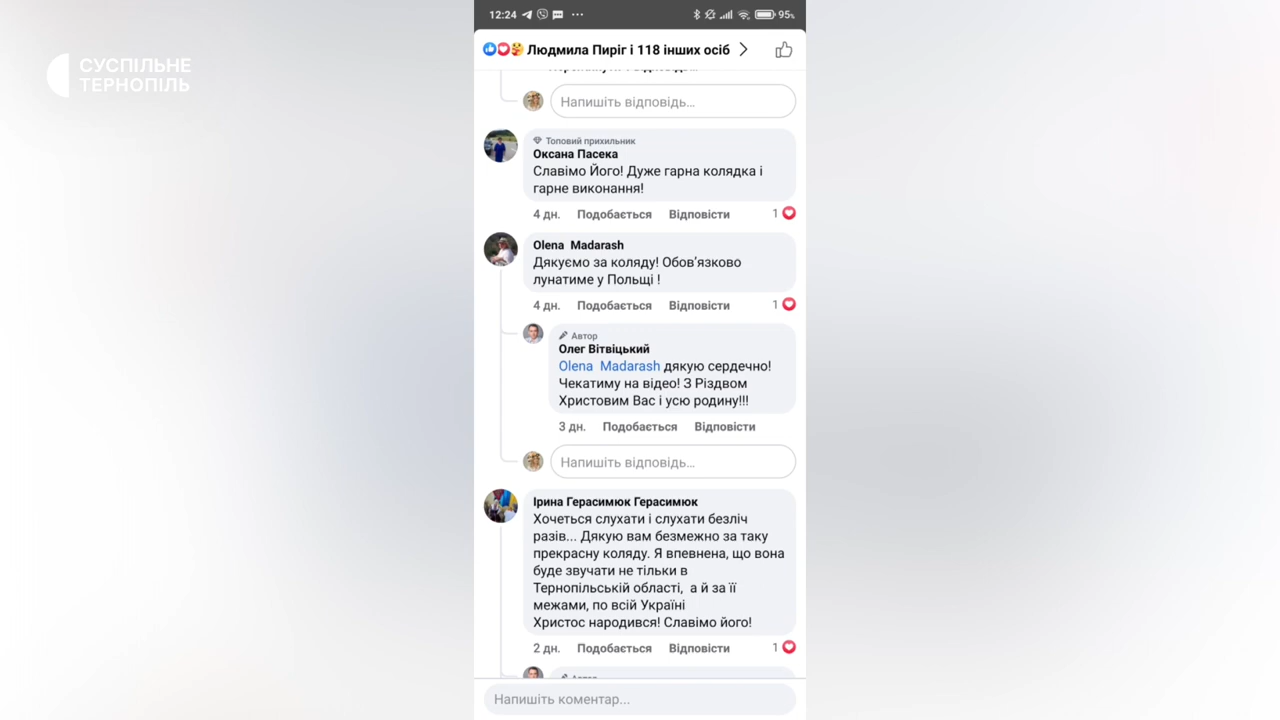 СУСПІЛЬНЕ
ТЕРНОПІЛЬ
12:24
95%
Людмила Пиріг і 118 інших осіб
Напишіть відповідь...
Топовий прихильник
Оксана Пасека
Славімо Його! Дуже гарна колядка і
гарне виконання!
4 дн. Подобається Відповісти 1
Olena Madarash
Дякуємо за коляду! Обов'язково
лунатиме у Польщі !
4 дн. Подобається Відповісти 1
Автор
Олег Вітвіцький
Olena Madarash дякую сердечно!
Чекатиму на відео! З Різдвом
Христовим Вас і усю родину!!!
3 дн. Подобається Відповісти
Напишіть відповідь...
Ірина Герасимюк Герасимюк
Хочеться слухати і слухати безліч
разів... Дякую вам безмежно за таку
прекрасну коляду. Я впевнена, що вона
буде звучати не тільки в
Тернопільській області, а й за її
межами, по всій Україні
Христос народився! Славімо його!
2 дн. Подобається Відповісти 1
Напишіть коментар...